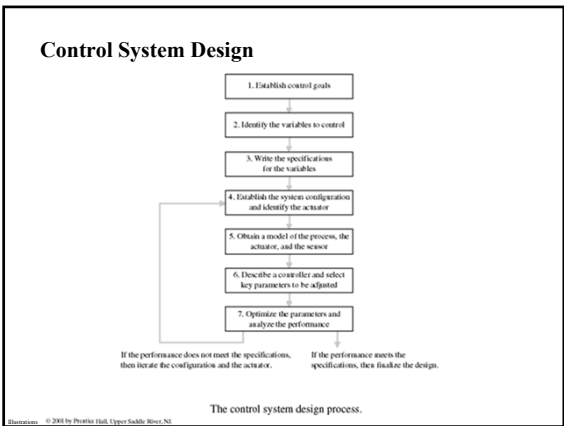 Control System Design
1. Establish control goals
2. Identify the variables to control
3. Write the specifications
for the variables
4. Establish the system configuration
and identify the actuator
5. Obtain a model of the process, the
actuator, and the sensor
6. Describe a controller and select
key parameters to be adjusted
7. Optimize the parameters and
analyze the performance
If the performance does not meet the specifications,
then iterate the configuration and the actuator.
If the performance meets the
specifications, then finalize the design.
The control system design process.
Illustrations © 2001 by Prentice Hall, Upper Saddle River, NJ.